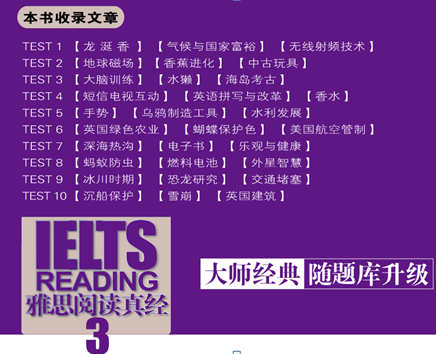 本书收录文章
TEST 1 【龙涎香】 【气候与国家富裕】 【无线射频技术】
TEST 2 【地球磁场】 【香蕉进化】 【中古玩具】
TEST 3 【大脑训练】 【水獭】 【海岛考古】
TEST 4 【短信电视互动】 【英语拼写与改革】 【香水】
TEST 5 【手势】 【乌鸦制造工具】 【水利发展】
TEST 6 【英国绿色农业】 【蝴蝶保护色】 【美国航空管制】
TEST 7 【深海热沟】 【电子书】 【乐观与健康】
TEST 8 【蚂蚁防虫】 【燃料电池】 【外星智慧】
TEST 9 【冰川时期】 【恐龙研究】 【交通堵塞】
TEST 10 【沉船保护】 【雪崩】 【英国建筑】
IELTS
READING
雅思阅读真经
3
大师经典 随题库升级